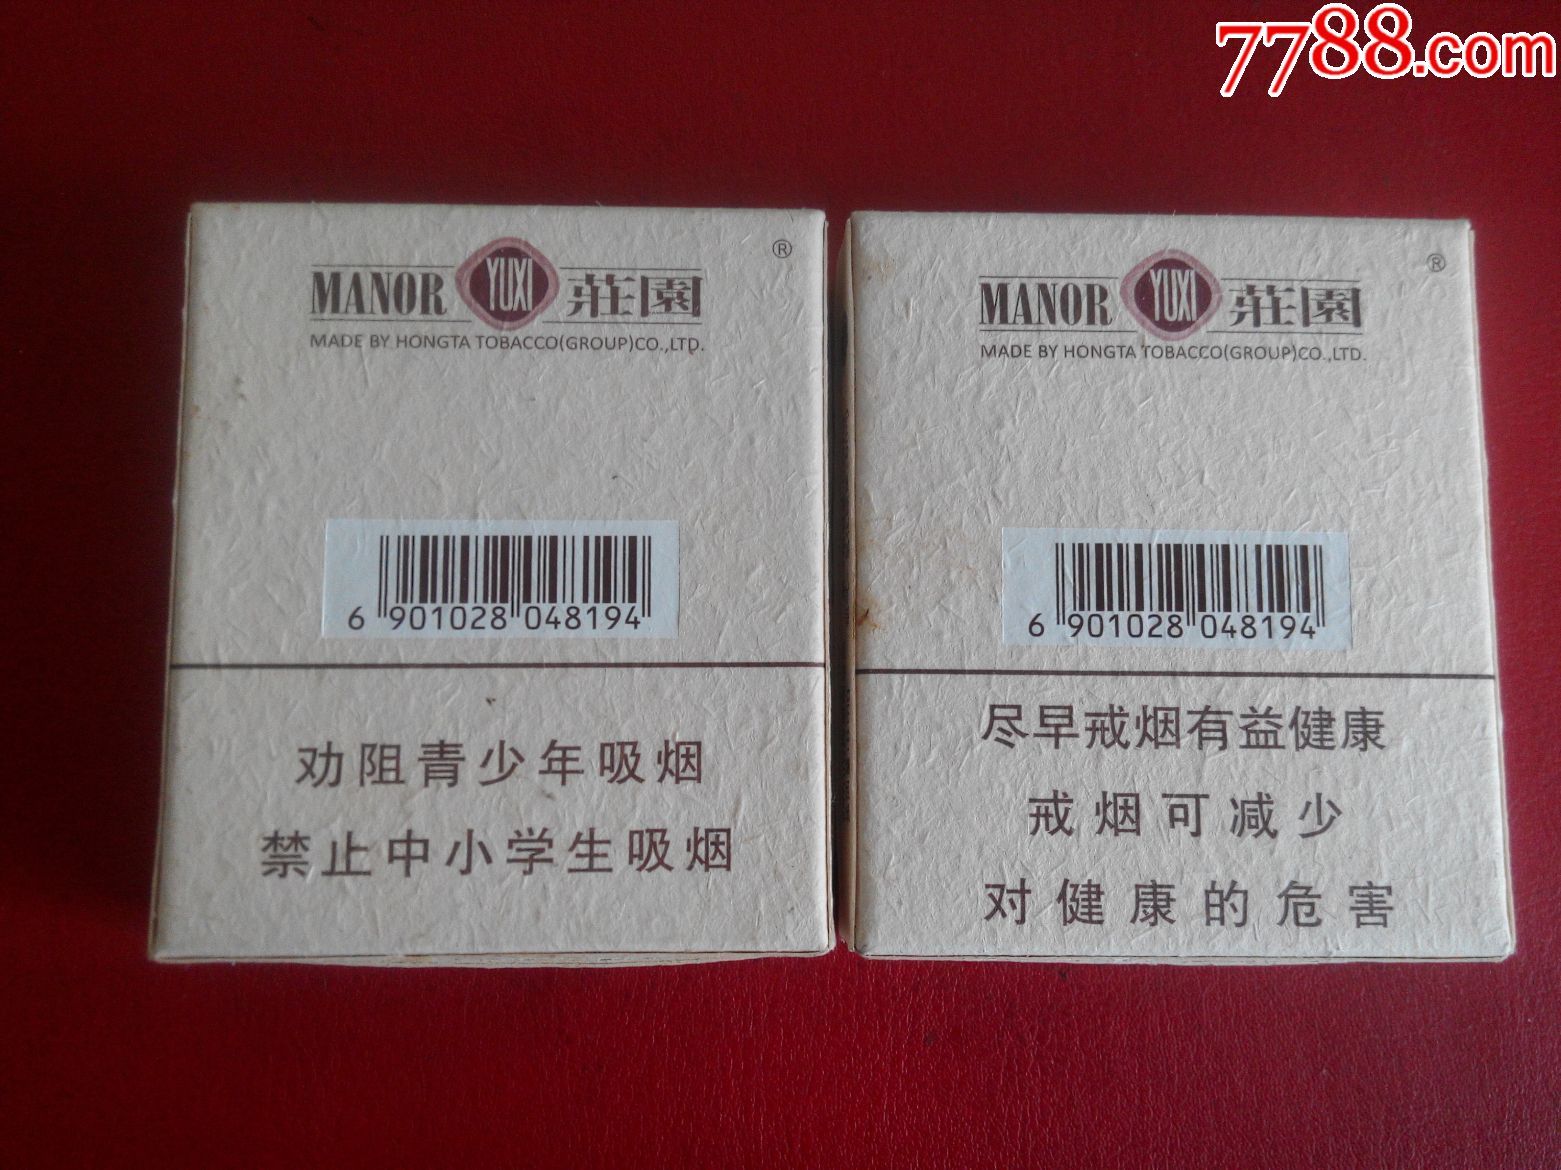 7788.com
MANOR YUXI 莊園 ®
MADE BY HONGTA TOBACCO(GROUP)CO.,LTD.
6 901028 048194
劝阻青少年吸烟
禁止中小学生吸烟
MANOR YUXI 莊園 ®
MADE BY HONGTA TOBACCO(GROUP)CO.,LTD.
6 901028 048194
尽早戒烟有益健康
戒烟可减少
对健康的危害